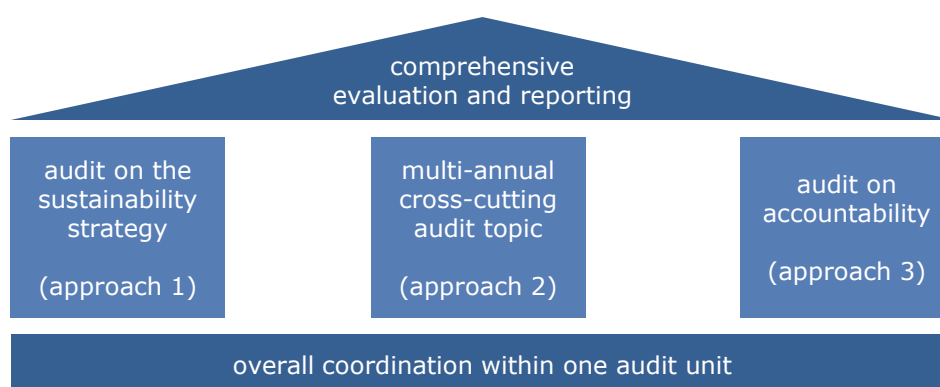 comprehensive
evaluation and reporting
audit on the
sustainability
strategy
(approach 1)
multi-annual
cross-cutting
audit topic
(approach 2)
audit on
accountability
(approach 3)
overall coordination within one audit unit